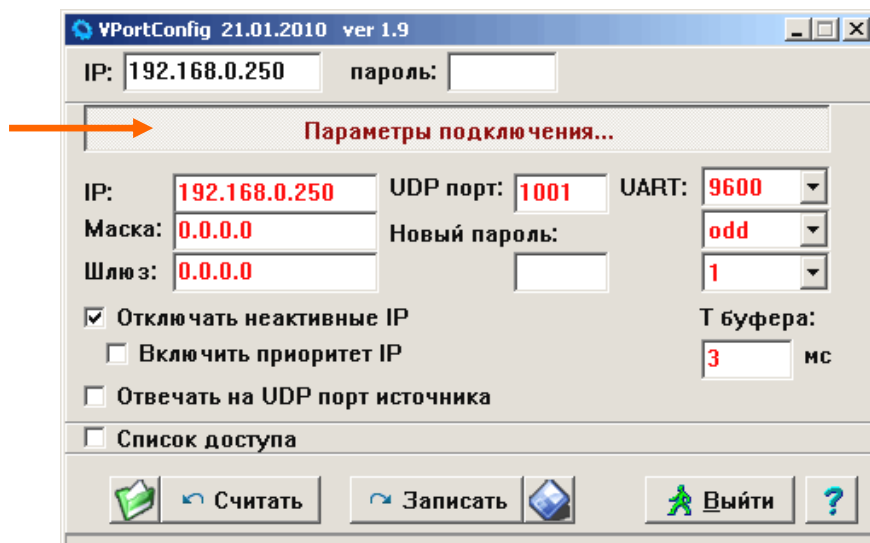 VPortConfig 21.01.2010 ver 1.9
IP: 192.168.0.250 пароль:
Параметры подключения...
IP: 192.168.0.250 UDP порт: 1001 UART: 9600
Маска: 0.0.0.0 Новый пароль: odd
Шлюз: 0.0.0.0 1
Отключать неактивные IP Т буфера:
Включить приоритет IP 3 мс
Отвечать на UDP порт источника
Список доступа
Считать Записать Выйти ?